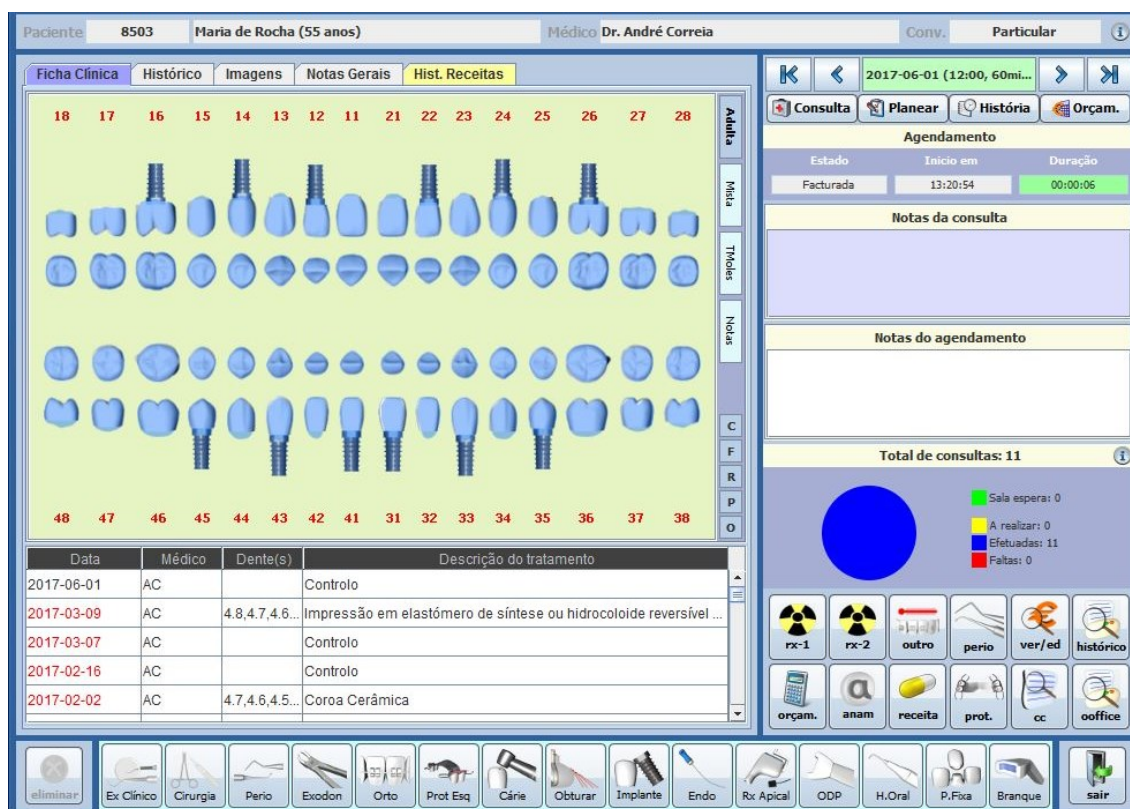 Paciente 8503 Maria de Rocha (55 anos) Médico Dr. André Correia Conv. Particular
Ficha Clínica Histórico Imagens Notas Gerais Hist. Receitas
18 17 16 15 14 13 12 11 21 22 23 24 25 26 27 28
Adulta
Mista
TMoles
Notas
C
F
R
P
O
48 47 46 45 44 43 42 41 31 32 33 34 35 36 37 38
Data Médico Dente(s) Descrição do tratamento
2017-06-01 AC Controlo
2017-03-09 AC 4.8,4.7,4.6... Impressão em elastómero de síntese ou hidrocoloide reversível ...
2017-03-07 AC Controlo
2017-02-16 AC Controlo
2017-02-02 AC 4.7,4.6,4.5... Coroa Cerâmica
2017-06-01 (12:00, 60mi...
Consulta Planear História Orçam.
Agendamento
Estado Inicio em Duração
Facturada 13:20:54 00:00:06
Notas da consulta
Notas do agendamento
Total de consultas: 11
Sala espera: 0
A realizar: 0
Efetuadas: 11
Faltas: 0
rx-1 rx-2 outro perio ver/ed histórico
orçam. anam receita prot. cc ooffice
eliminar Ex Clínico Cirurgia Perio Exodon Orto Prot Esq Cárie Obturar Implante Endo Rx Apical ODP H.Oral P.Fixa Branque sair